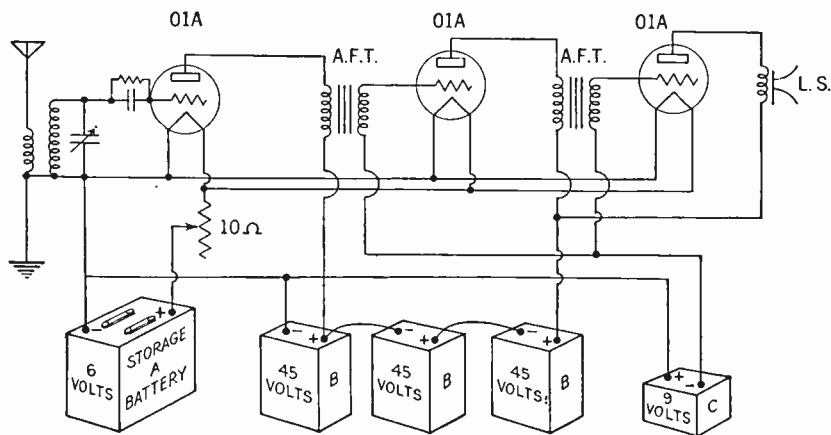 01A
01A
01A
A.F.T.
A.F.T.
L.S.
10Ω
- +
6
VOLTS
STORAGE
A
BATTERY
- +
45
VOLTS
B
- +
45
VOLTS
B
- +
45
VOLTS
B
+ -
9
VOLTS
C